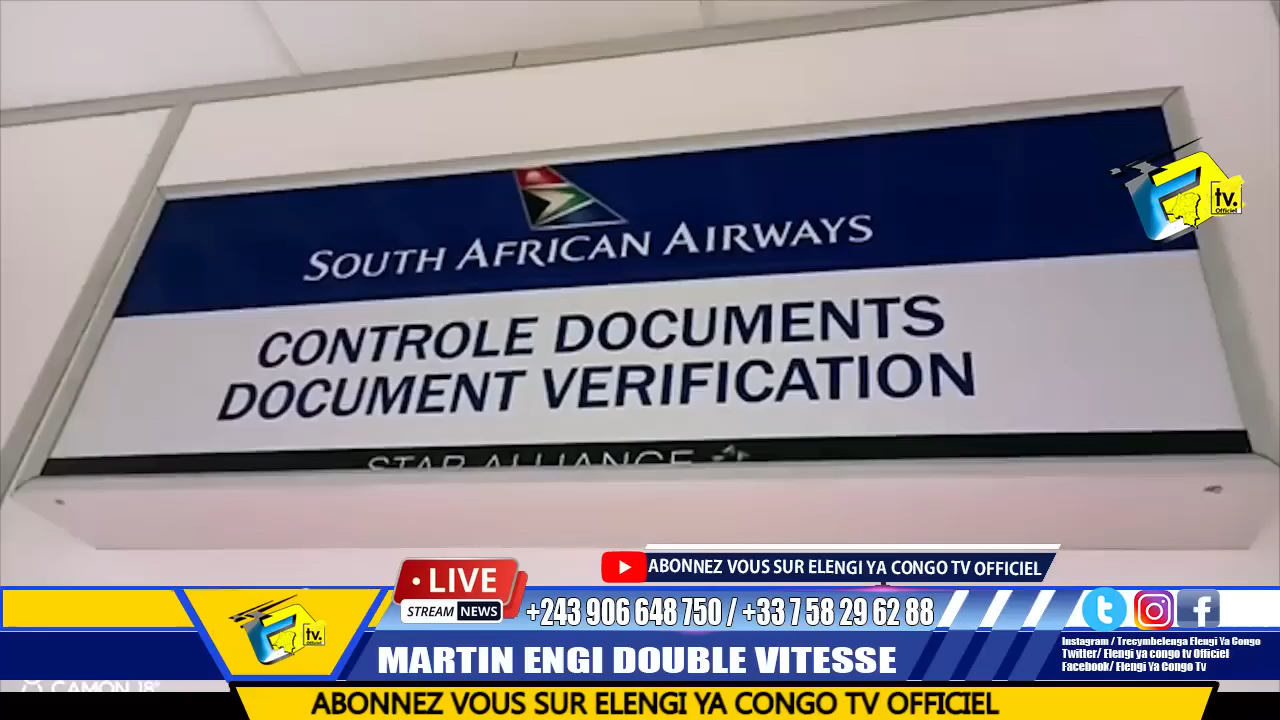 SOUTH AFRICAN AIRWAYS
CONTROLE DOCUMENTS
DOCUMENT VERIFICATION
STAR ALLIANCE
tv.
Officiel
ABONNEZ VOUS SUR ELENGI YA CONGO TV OFFICIEL
LIVE
STREAM NEWS
+243 906 648 750 / +33 7 58 29 62 88
tv.
MARTIN ENGI DOUBLE VITESSE
Instagram / Trecymbelenga Elengi Ya Congo
Twitter/ Elengi ya congo tv Officiel
Facebook/ Elengi Ya Congo Tv
CAMON 18
ABONNEZ VOUS SUR ELENGI YA CONGO TV OFFICIEL